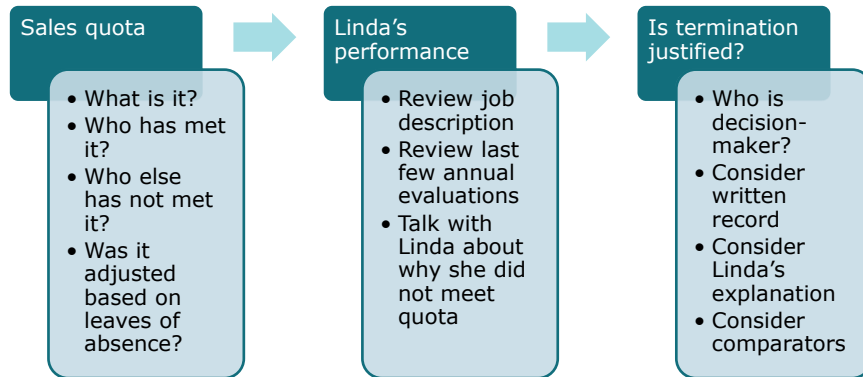 Sales quota
• What is it?
• Who has met
it?
• Who else
has not met
it?
• Was it
adjusted
based on
leaves of
absence?
Linda’s
performance
• Review job
description
• Review last
few annual
evaluations
• Talk with
Linda about
why she did
not meet
quota
Is termination
justified?
• Who is
decision-
maker?
• Consider
written
record
• Consider
Linda’s
explanation
• Consider
comparators